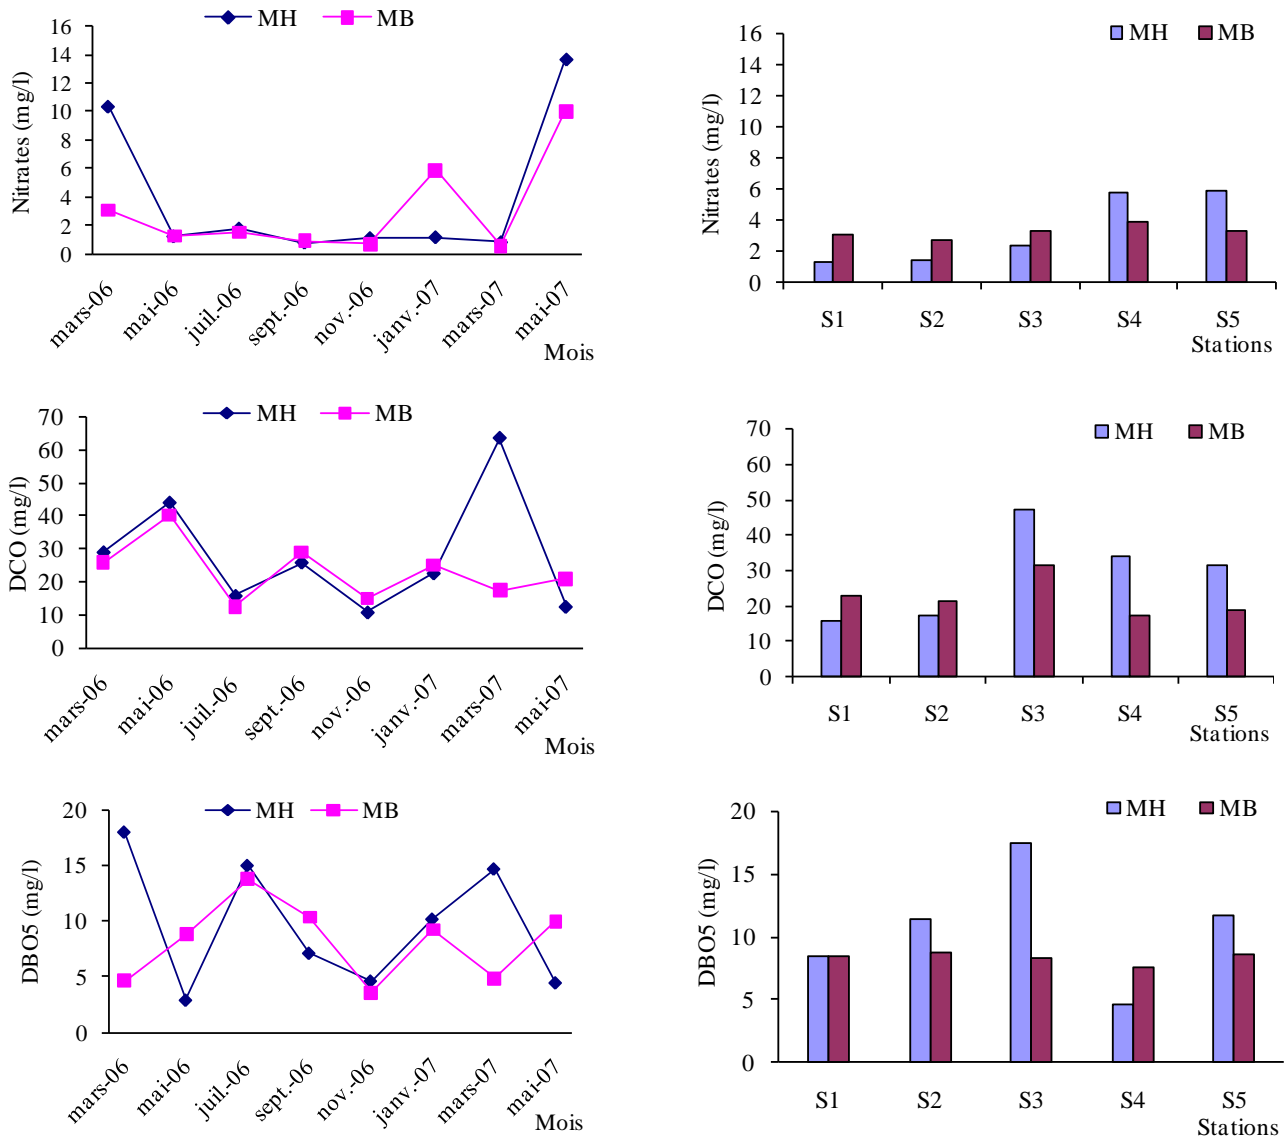 MH MB
Nitrates (mg/l)
16
14
12
10
8
6
4
2
0
mars-06 mai-06 juil.-06 sept.-06 nov.-06 janv.-07 mars-07 mai-07
Mois
MH MB
Nitrates (mg/l)
16
14
12
10
8
6
4
2
0
S1 S2 S3 S4 S5
Stations
MH MB
DCO (mg/l)
70
60
50
40
30
20
10
0
mars-06 mai-06 juil.-06 sept.-06 nov.-06 janv.-07 mars-07 mai-07
Mois
MH MB
DCO (mg/l)
70
60
50
40
30
20
10
0
S1 S2 S3 S4 S5
Stations
MH MB
DBO5 (mg/l)
20
15
10
5
0
mars-06 mai-06 juil.-06 sept.-06 nov.-06 janv.-07 mars-07 mai-07
Mois
MH MB
DBO5 (mg/l)
20
15
10
5
0
S1 S2 S3 S4 S5
Stations